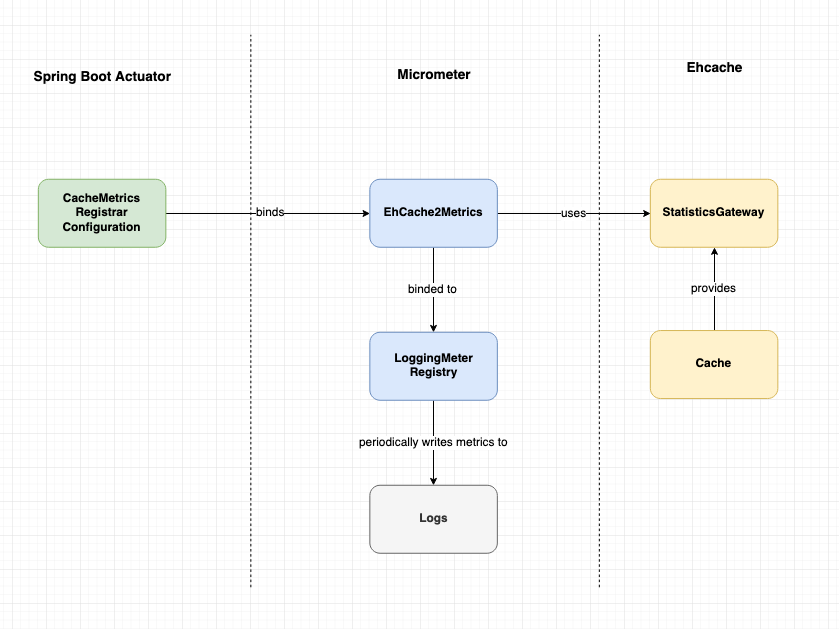 Spring Boot Actuator
Micrometer
Ehcache
CacheMetrics
Registrar
Configuration
binds
EhCache2Metrics
uses
StatisticsGateway
binded to
provides
LoggingMeter
Registry
Cache
periodically writes metrics to
Logs